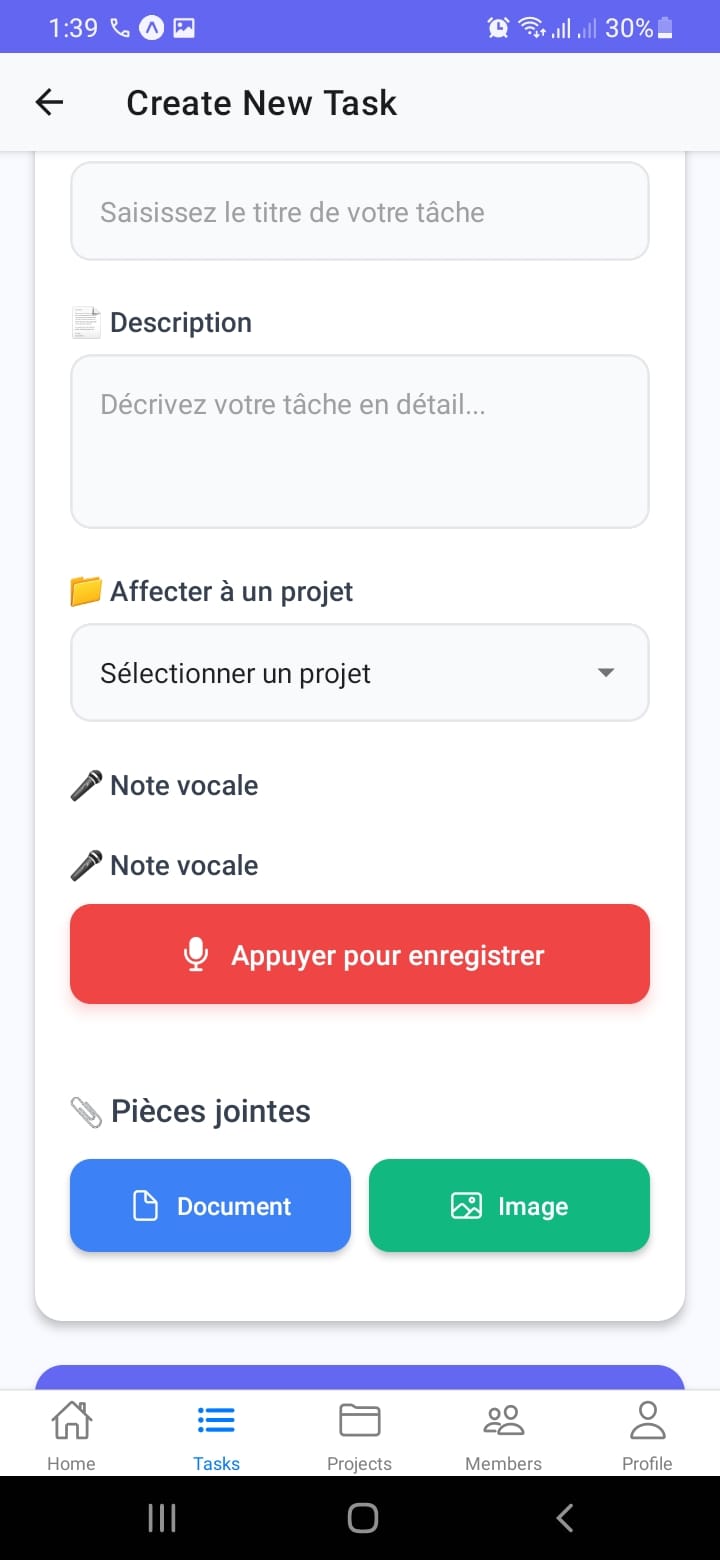 1:39
30%
Create New Task
Saisissez le titre de votre tâche
Description
Décrivez votre tâche en détail...
Affecter à un projet
Sélectionner un projet
Note vocale
Note vocale
Appuyer pour enregistrer
Pièces jointes
Document
Image
Home
Tasks
Projects
Members
Profile